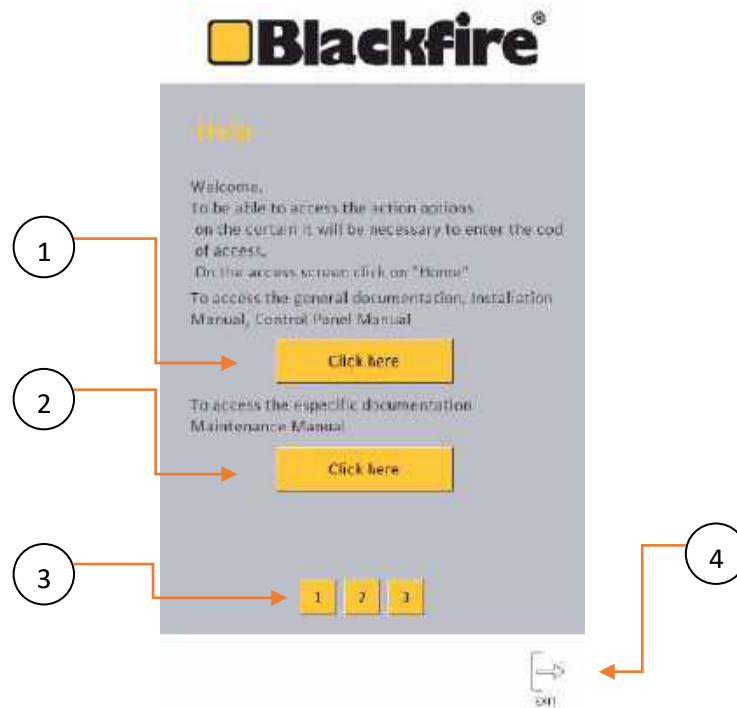 Blackfire®
Help
Welcome.
To be able to access the action options
on the curtain it will be necessary to enter the cod
of access.
On the access screen click on "Home"
To access the general documentation, Installation
Manual, Control Panel Manual
1
Click here
2
To access the especific documentation
Maintenance Manual
Click here
3
1 2 3
4
EXIT